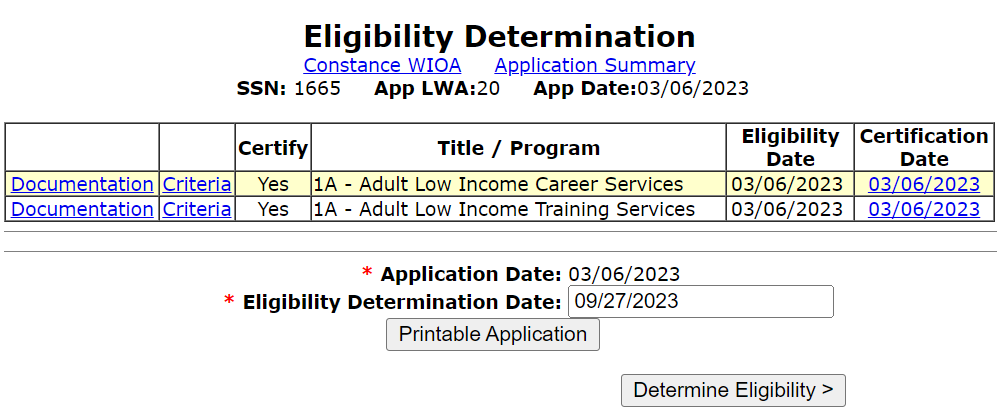 Eligibility Determination
Constance WIOA Application Summary
SSN: 1665 App LWA:20 App Date:03/06/2023
Certify Title / Program Eligibility Date Certification Date
Documentation Criteria Yes 1A - Adult Low Income Career Services 03/06/2023 03/06/2023
Documentation Criteria Yes 1A - Adult Low Income Training Services 03/06/2023 03/06/2023
* Application Date: 03/06/2023
* Eligibility Determination Date: 09/27/2023
Printable Application
Determine Eligibility >